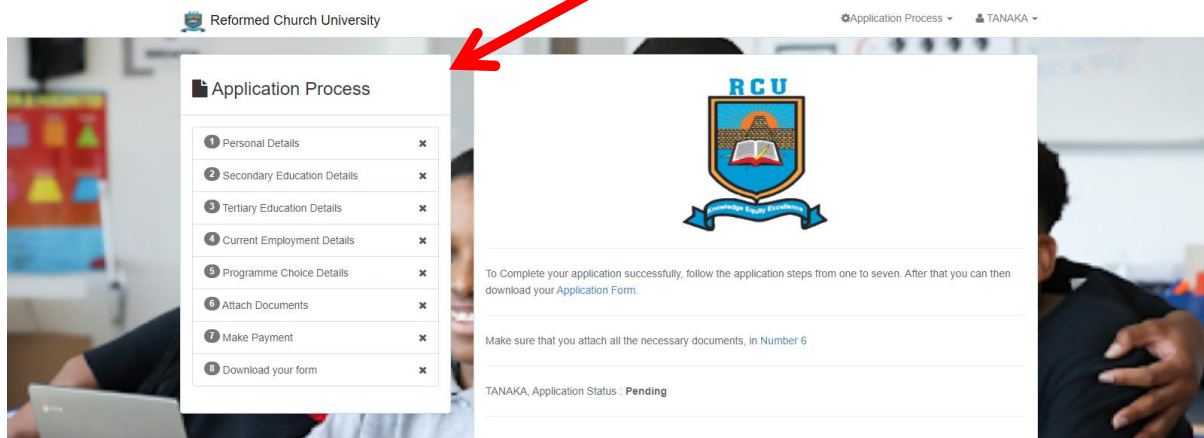 Reformed Church University
Application Process
TANAKA
Application Process
1 Personal Details
2 Secondary Education Details
3 Tertiary Education Details
4 Current Employment Details
5 Programme Choice Details
6 Attach Documents
7 Make Payment
8 Download your form
RCU
Knowledge Equity Excellence
To Complete your application successfully, follow the application steps from one to seven. After that you can then
download your Application Form.
Make sure that you attach all the necessary documents, in Number 6
TANAKA, Application Status : Pending